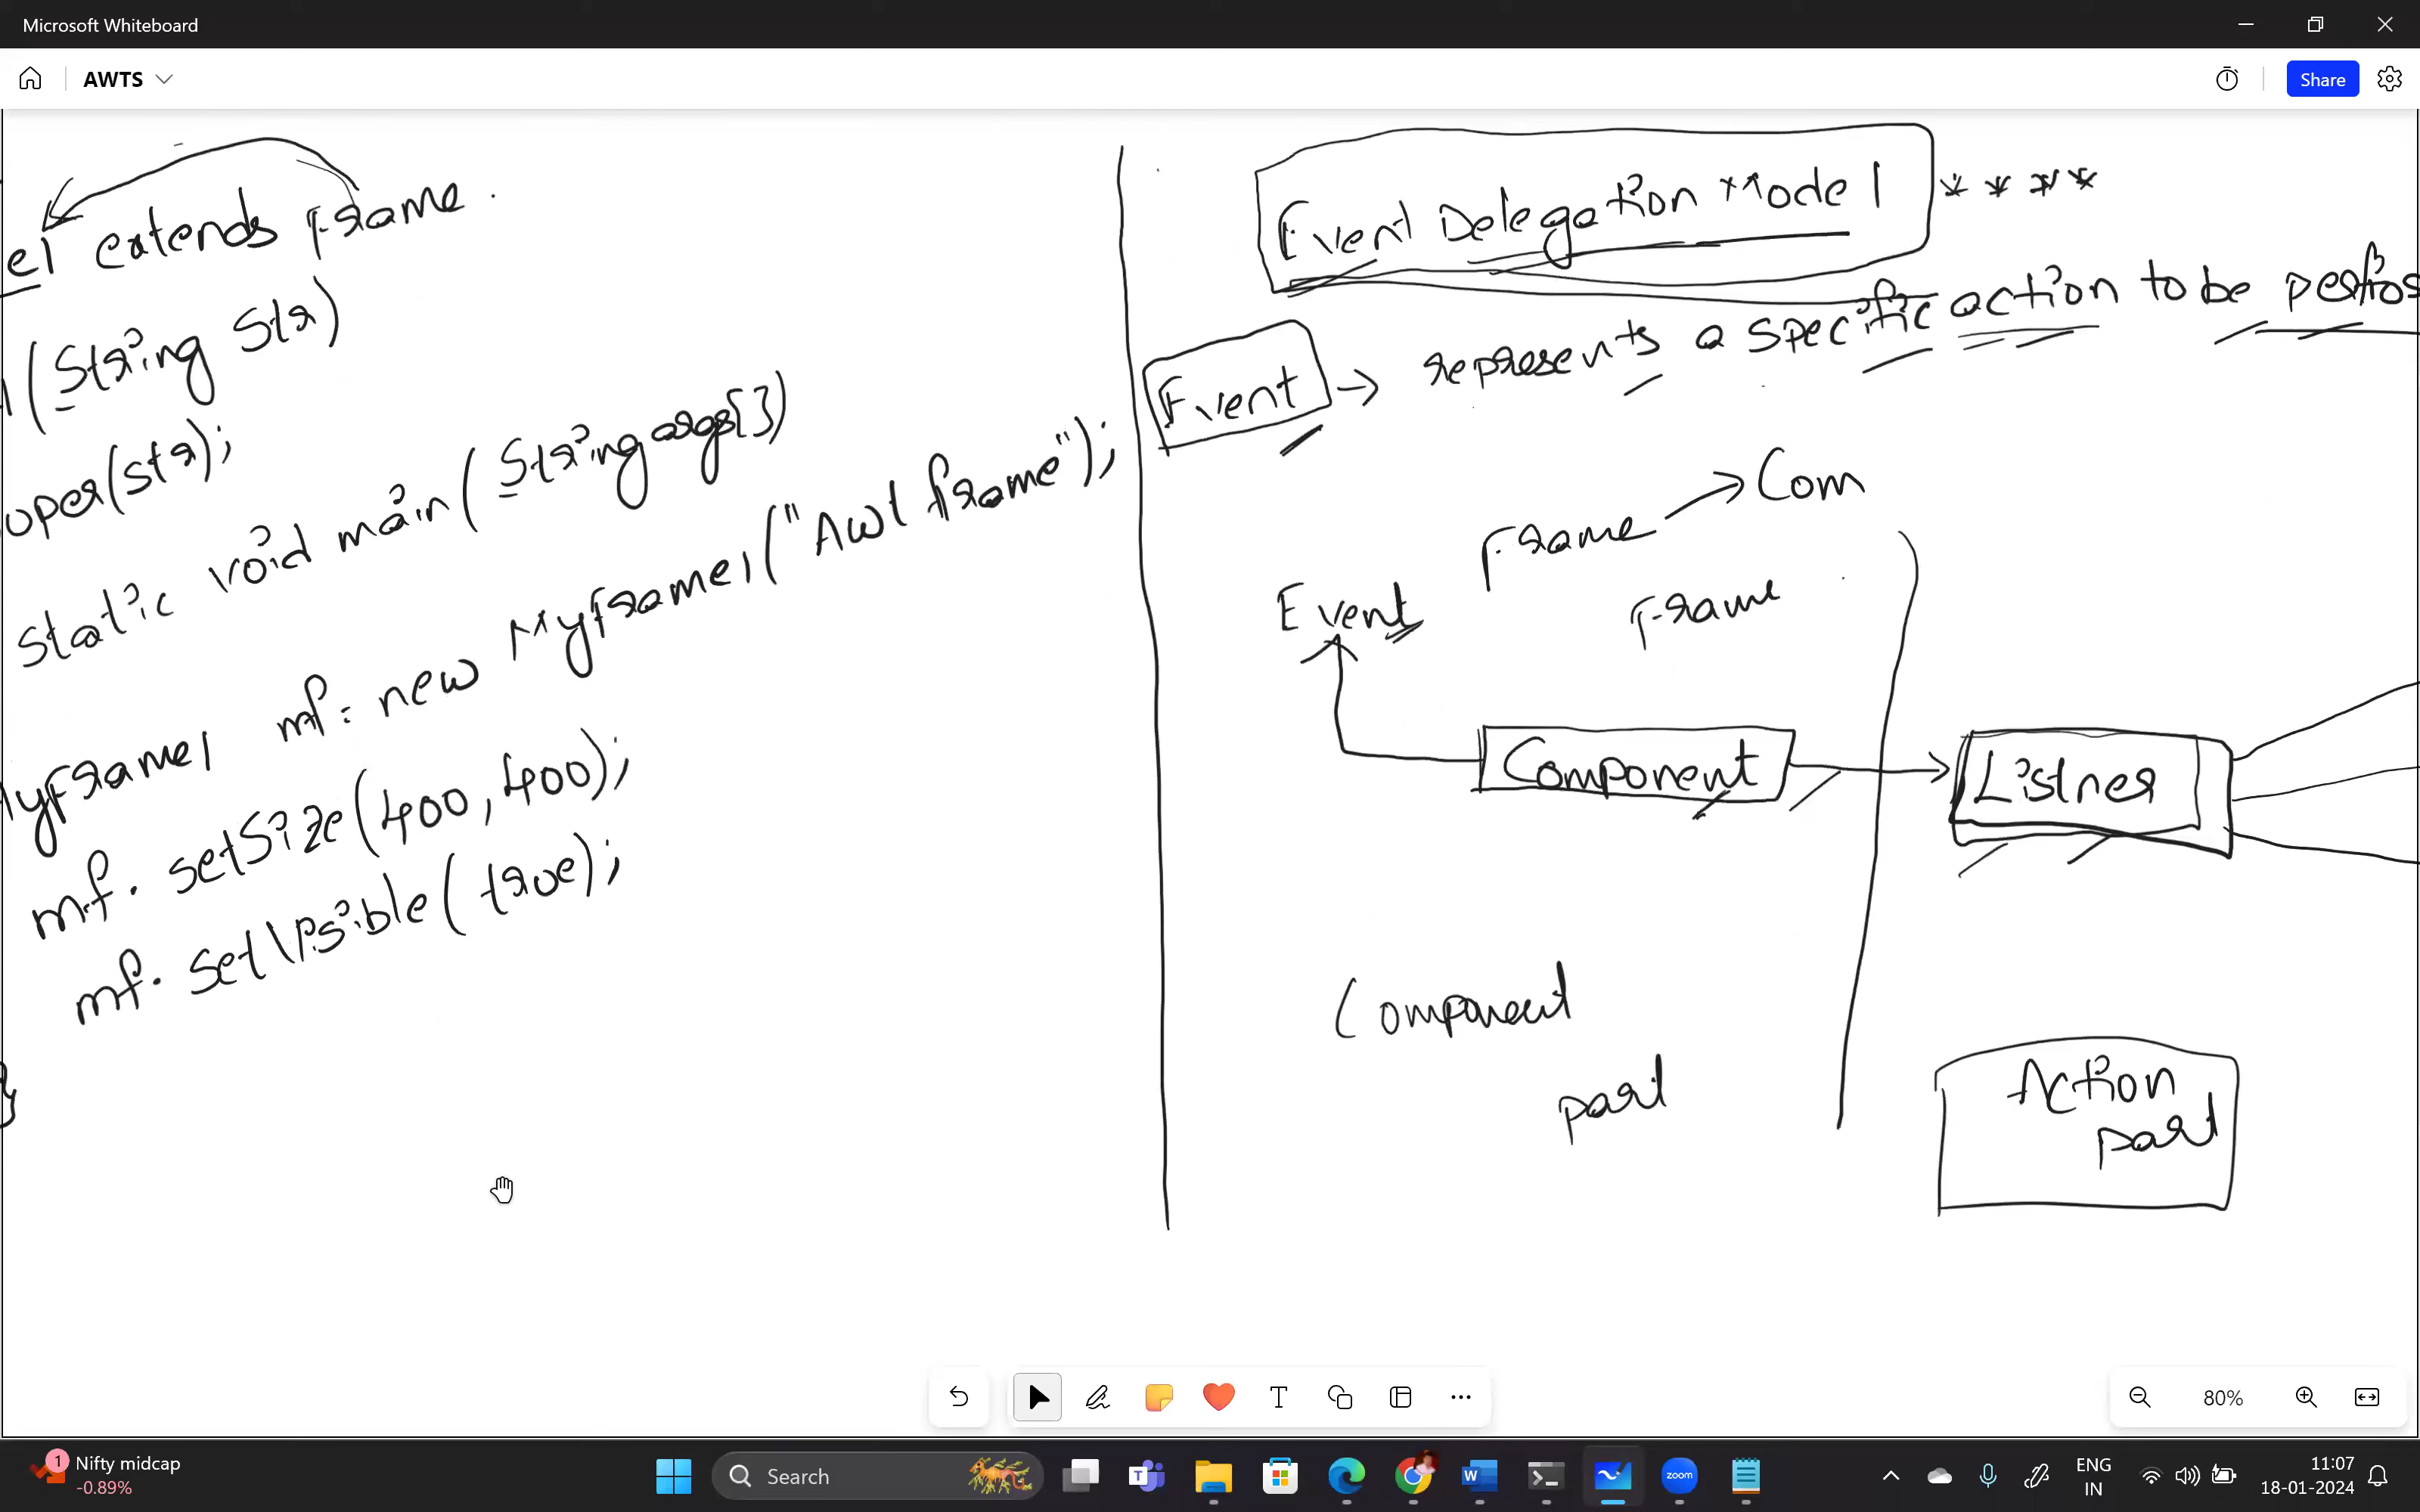 Microsoft Whiteboard
AWTS
Share
el extends Frame.
(String str)
uper(str);
static void main(String args[])
MyFrame1 mf = new MyFrame1("Awt frame");
mf. setSize(400,400);
mf. setVisible(true);
}
Event Delegation Model ****
Event → represents a specific action to be perfor
Frame → Com
Event
Frame
Component
Listner
Component
part
Action
part
80%
1
Nifty midcap
-0.89%
Search
zoom
ENG
IN
11:07
18-01-2024